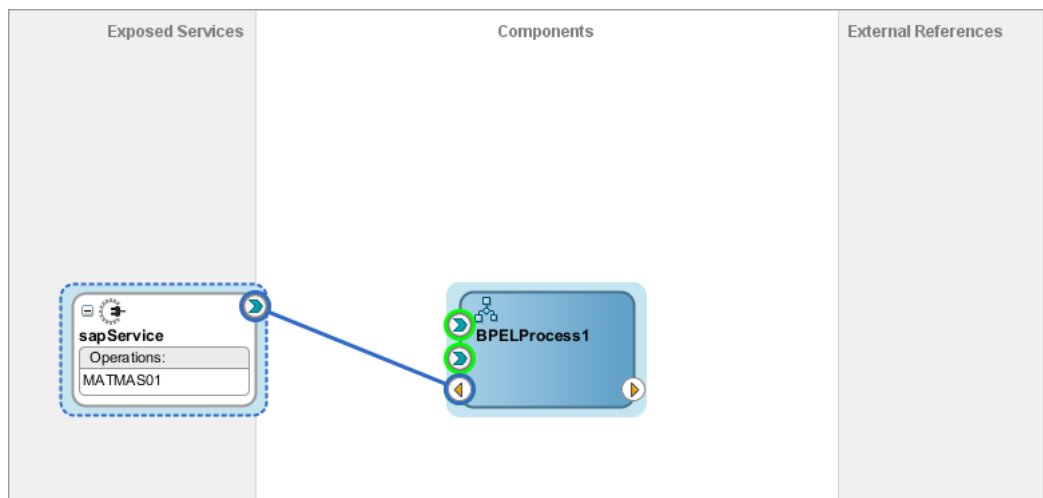 Exposed Services
Components
External References
sapService
Operations:
MATMAS01
BPELProcess1